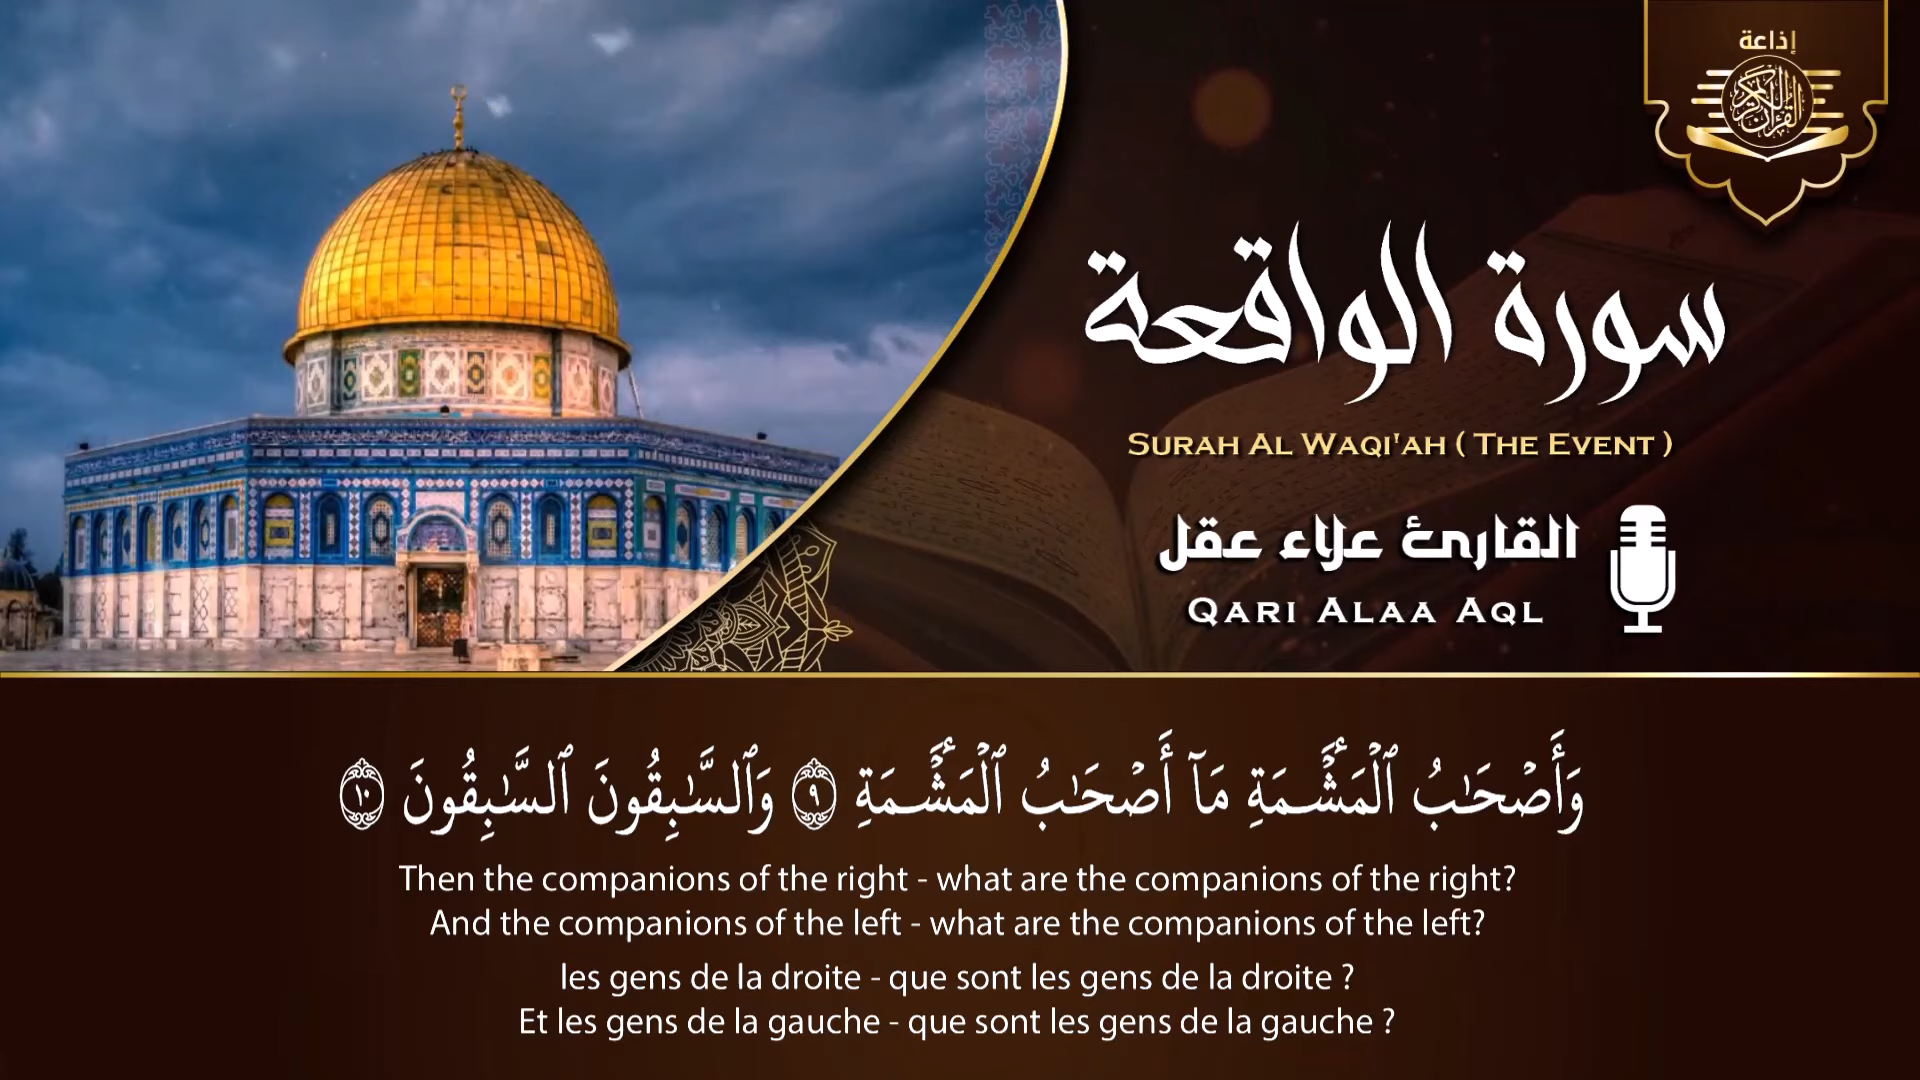 إذاعة
القرآن الكريم
سورة الواقعة
SURAH AL WAQI'AH ( THE EVENT )
القارئ علاء عقل
QARI ALAA AQL
وَأَصْحَٰبُ ٱلْمَشْـَٔمَةِ مَآ أَصْحَٰبُ ٱلْمَشْـَٔمَةِ ٩ وَٱلسَّٰبِقُونَ ٱلسَّٰبِقُونَ ١٠
Then the companions of the right - what are the companions of the right?
And the companions of the left - what are the companions of the left?
les gens de la droite - que sont les gens de la droite ?
Et les gens de la gauche - que sont les gens de la gauche ?